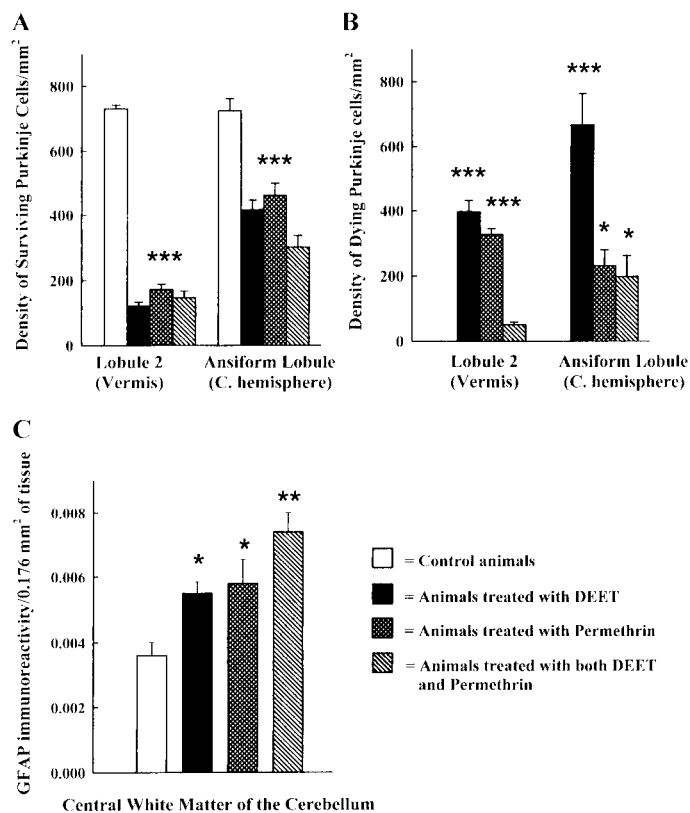 A
Density of Surviving Purkinje Cells/mm²
800
600
400
200
0
***
***
Lobule 2
(Vermis)
Ansiform Lobule
(C. hemisphere)
B
Density of Dying Purkinje cells/mm²
800
600
400
200
0
***
***
***
*
*
Lobule 2
(Vermis)
Ansiform Lobule
(C. hemisphere)
C
GFAP immunoreactivity/0.176 mm² of tissue
0.008
0.006
0.004
0.002
0.000
*
*
**
Central White Matter of the Cerebellum
= Control animals
= Animals treated with DEET
= Animals treated with Permethrin
= Animals treated with both DEET
and Permethrin